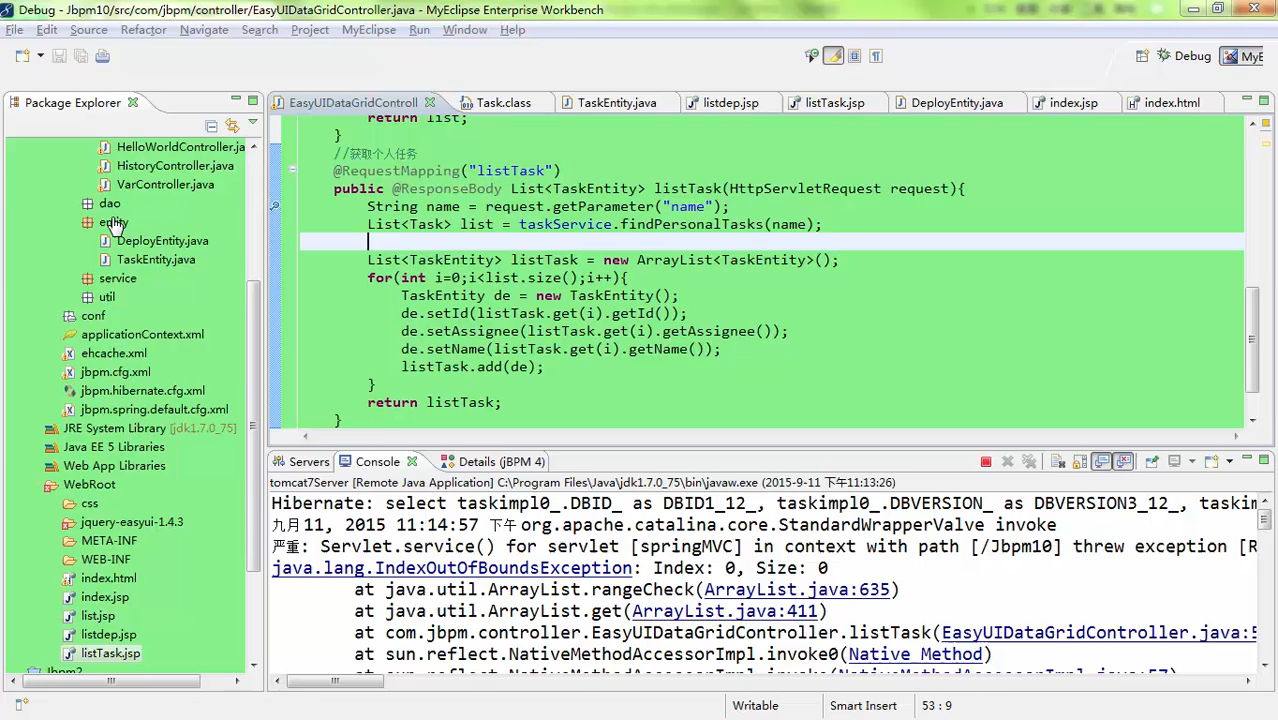 Debug - Jbpm10/src/com/jbpm/controller/EasyUIDataGridController.java - MyEclipse Enterprise Workbench
File Edit Source Refactor Navigate Search Project MyEclipse Run Window Help
Debug MyE
Package Explorer
HelloWorldController.ja
HistoryController.java
VarController.java
dao
entity
DeployEntity.java
TaskEntity.java
service
util
conf
applicationContext.xml
ehcache.xml
jbpm.cfg.xml
jbpm.hibernate.cfg.xml
jbpm.spring.default.cfg.xml
JRE System Library [jdk1.7.0_75]
Java EE 5 Libraries
Web App Libraries
WebRoot
css
jquery-easyui-1.4.3
META-INF
WEB-INF
index.html
index.jsp
list.jsp
listdep.jsp
listTask.jsp
Jbpm2
EasyUIDataGridControll Task.class TaskEntity.java listdep.jsp listTask.jsp DeployEntity.java index.jsp index.html
return list;
}
//获取个人任务
@RequestMapping("listTask")
public @ResponseBody List<TaskEntity> listTask(HttpServletRequest request){
String name = request.getParameter("name");
List<Task> list = taskService.findPersonalTasks(name);
List<TaskEntity> listTask = new ArrayList<TaskEntity>();
for(int i=0;i<list.size();i++){
TaskEntity de = new TaskEntity();
de.setId(listTask.get(i).getId());
de.setAssignee(listTask.get(i).getAssignee());
de.setName(listTask.get(i).getName());
listTask.add(de);
}
return listTask;
}
Servers Console Details (jBPM 4)
tomcat7Server [Remote Java Application] C:\Program Files\Java\jdk1.7.0_75\bin\javaw.exe (2015-9-11 下午11:13:26)
Hibernate: select taskimpl0_.DBID_ as DBID1_12_, taskimpl0_.DBVERSION_ as DBVERSION3_12_, t
九月 11, 2015 11:14:57 下午 org.apache.catalina.core.StandardWrapperValve invoke
严重: Servlet.service() for servlet [springMVC] in context with path [/Jbpm10] threw exception [R
java.lang.IndexOutOfBoundsException: Index: 0, Size: 0
at java.util.ArrayList.rangeCheck(ArrayList.java:635)
at java.util.ArrayList.get(ArrayList.java:411)
at com.jbpm.controller.EasyUIDataGridController.listTask(EasyUIDataGridController.java:5
at sun.reflect.NativeMethodAccessorImpl.invoke0(Native Method)
at sun.reflect.NativeMethodAccessorImpl.invoke(NativeMethodAccessorImpl.java:57)
Writable Smart Insert 53 : 9